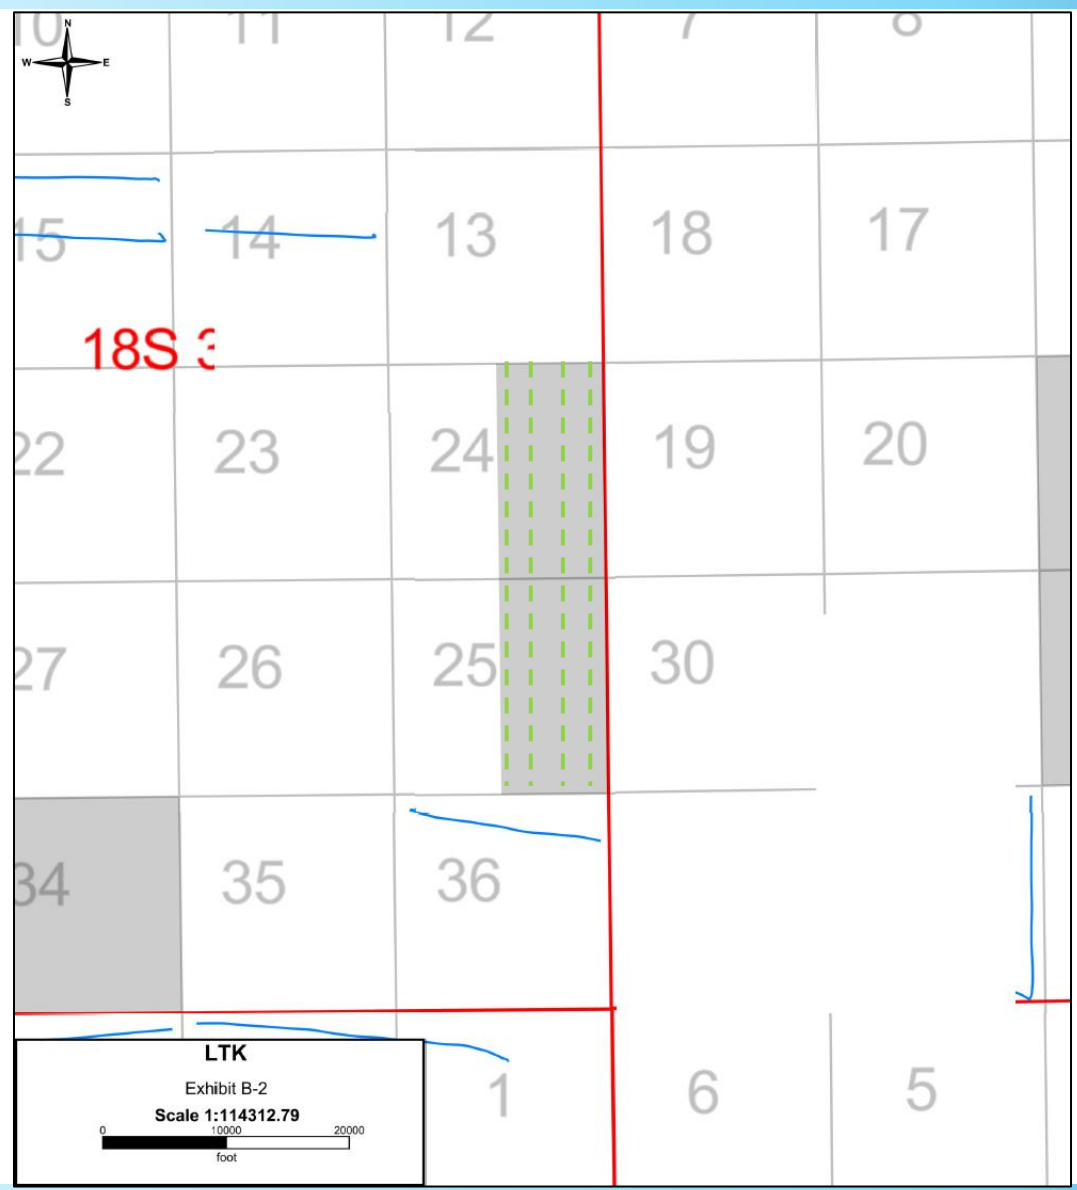 N
W E
S
10 11 12 7 8
15 14 13 18 17
18S 3
22 23 24 19 20
27 26 25 30
34 35 36
1 6 5
LTK
Exhibit B-2
Scale 1:114312.79
0 10000 20000
foot